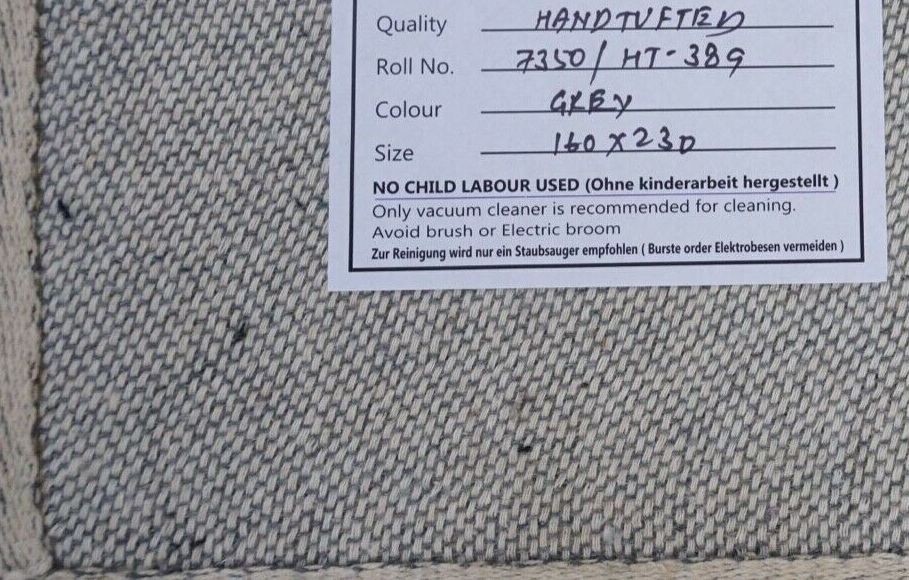 Quality HANDTUFTED
Roll No. 7350/HT-389
Colour GREY
Size 160 X 230
NO CHILD LABOUR USED (Ohne kinderarbeit hergestellt )
Only vacuum cleaner is recommended for cleaning.
Avoid brush or Electric broom
Zur Reinigung wird nur ein Staubsauger empfohlen ( Burste order Elektrobesen vermeiden )